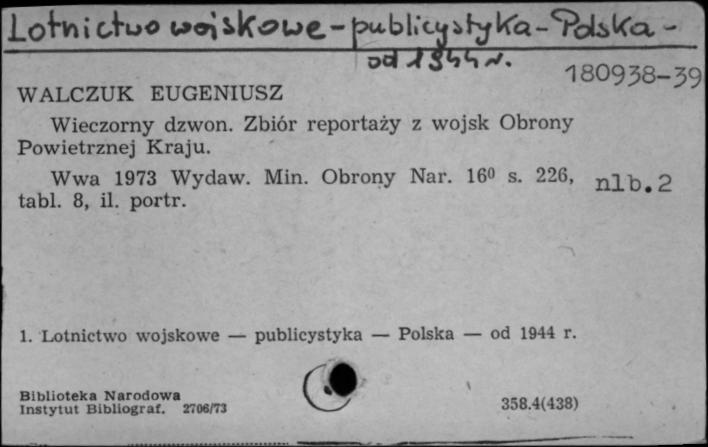 Lotnictwo wojskowe - publicystyka - Polska -
od 1944 r.
180938-39
WALCZUK EUGENIUSZ
Wieczorny dzwon. Zbiór reportaży z wojsk Obrony
Powietrznej Kraju.
Wwa 1973 Wydaw. Min. Obrony Nar. 16⁰ s. 226, nlb.2
tabl. 8, il. portr.
1. Lotnictwo wojskowe — publicystyka — Polska — od 1944 r.
Biblioteka Narodowa
Instytut Bibliograf. 2706/73
358.4(438)